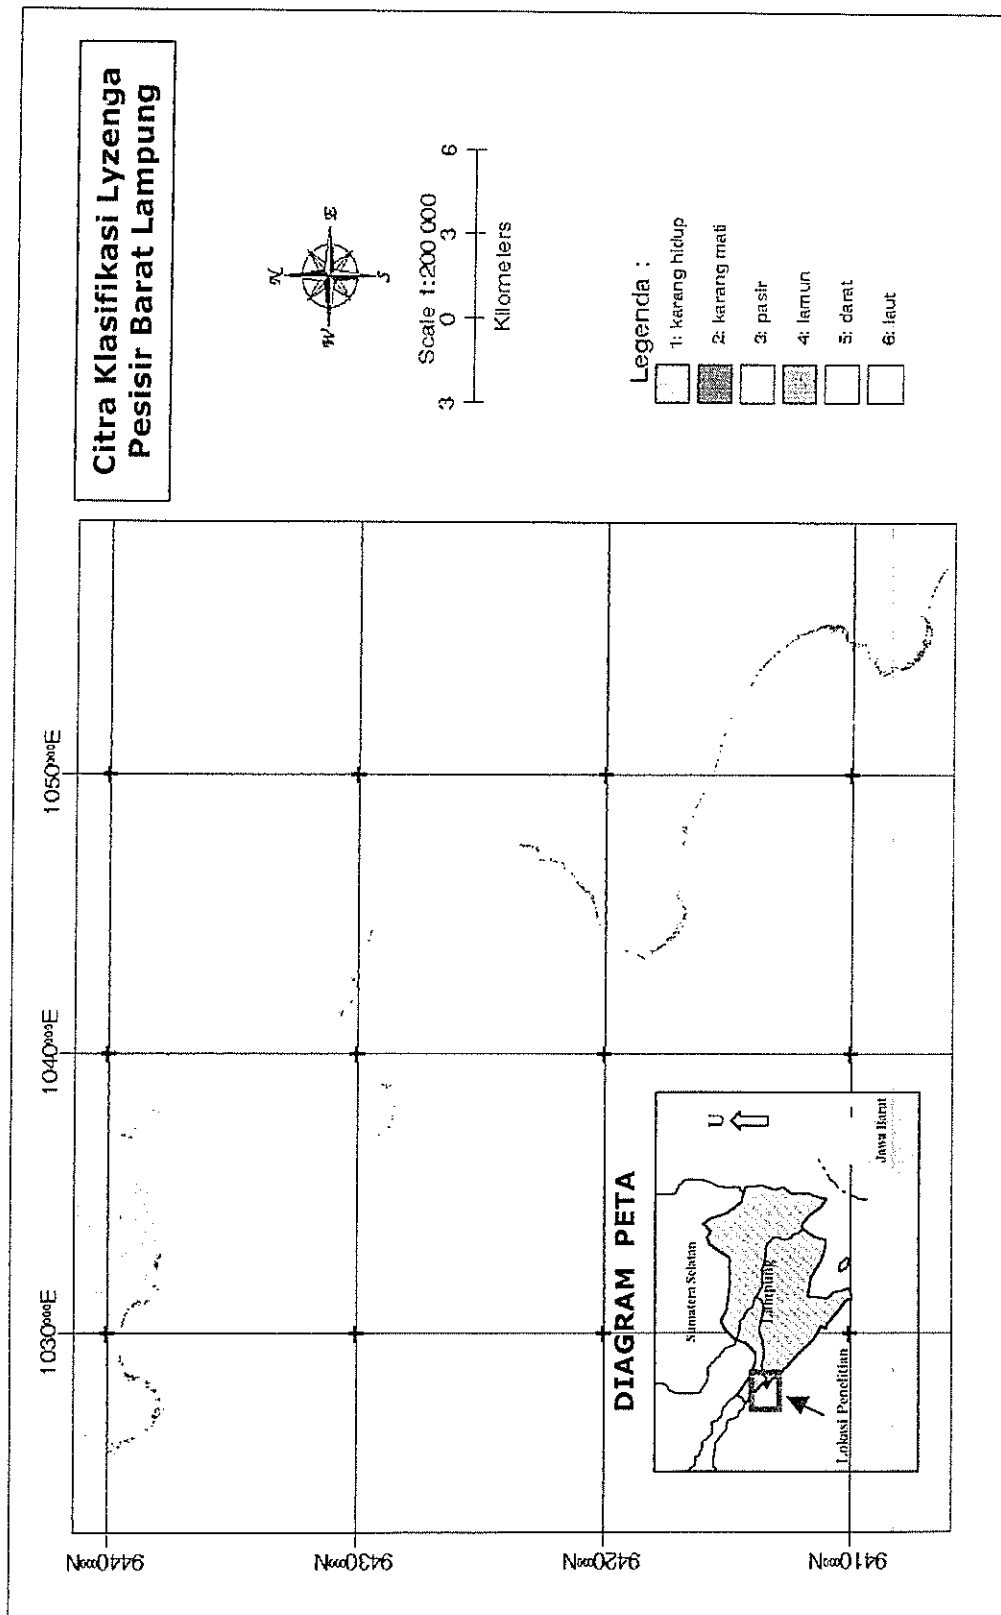 Citra Klasifikasi Lyzenga
Pesisir Barat Lampung
N
W
E
S
Scale 1:200 000
3 0 3 6
Kilometers
Legenda :
1: karang hidup
2: karang mati
3: pasir
4: lamun
5: darat
6: laut
1030000E
1040000E
1050000E
9440000N
9430000N
9420000N
9410000N
DIAGRAM PETA
U
Sumatera Selatan
Lampung
Lokasi Penelitian
Jawa Barat